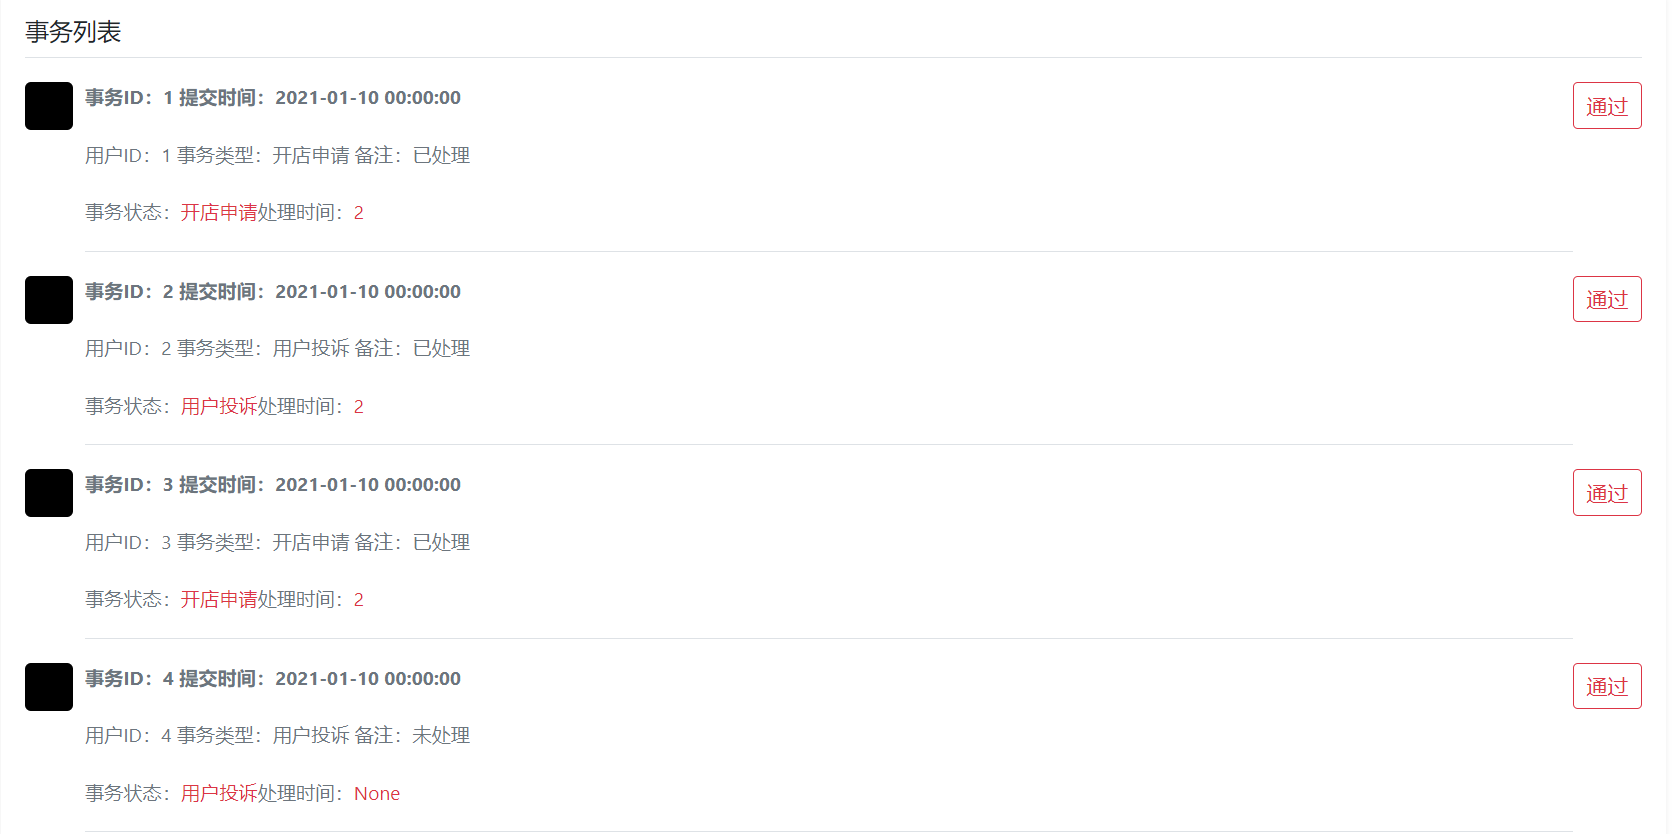 事务列表
事务ID：1 提交时间：2021-01-10 00:00:00
通过
用户ID：1 事务类型：开店申请 备注：已处理
事务状态：开店申请处理时间：2
事务ID：2 提交时间：2021-01-10 00:00:00
通过
用户ID：2 事务类型：用户投诉 备注：已处理
事务状态：用户投诉处理时间：2
事务ID：3 提交时间：2021-01-10 00:00:00
通过
用户ID：3 事务类型：开店申请 备注：已处理
事务状态：开店申请处理时间：2
事务ID：4 提交时间：2021-01-10 00:00:00
通过
用户ID：4 事务类型：用户投诉 备注：未处理
事务状态：用户投诉处理时间：None